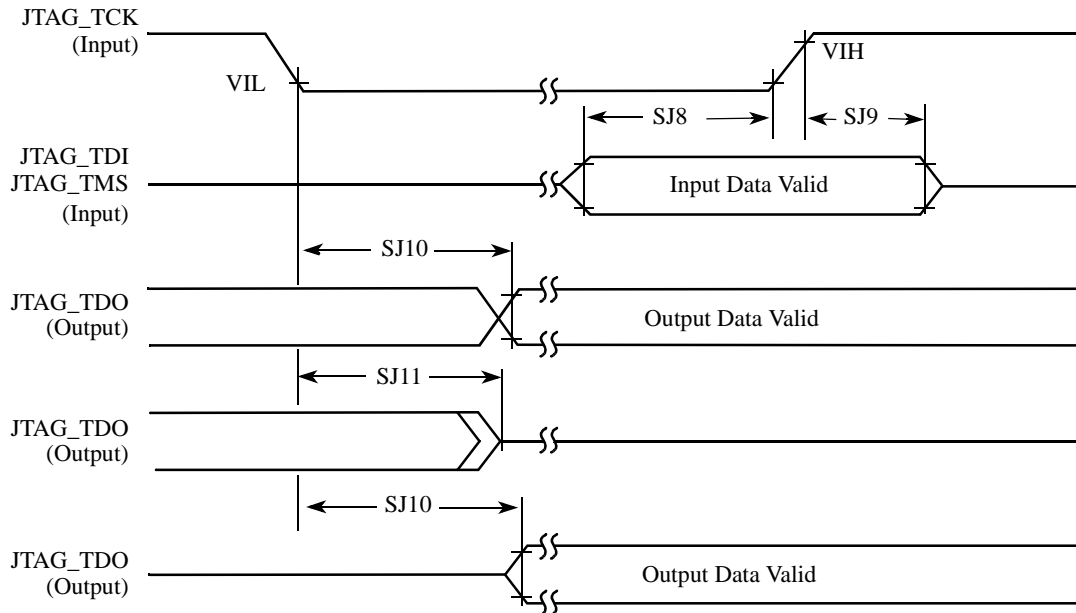 JTAG_TCK
(Input)
VIL
VIH
SJ8
SJ9
JTAG_TDI
JTAG_TMS
(Input)
Input Data Valid
SJ10
JTAG_TDO
(Output)
Output Data Valid
SJ11
JTAG_TDO
(Output)
SJ10
JTAG_TDO
(Output)
Output Data Valid